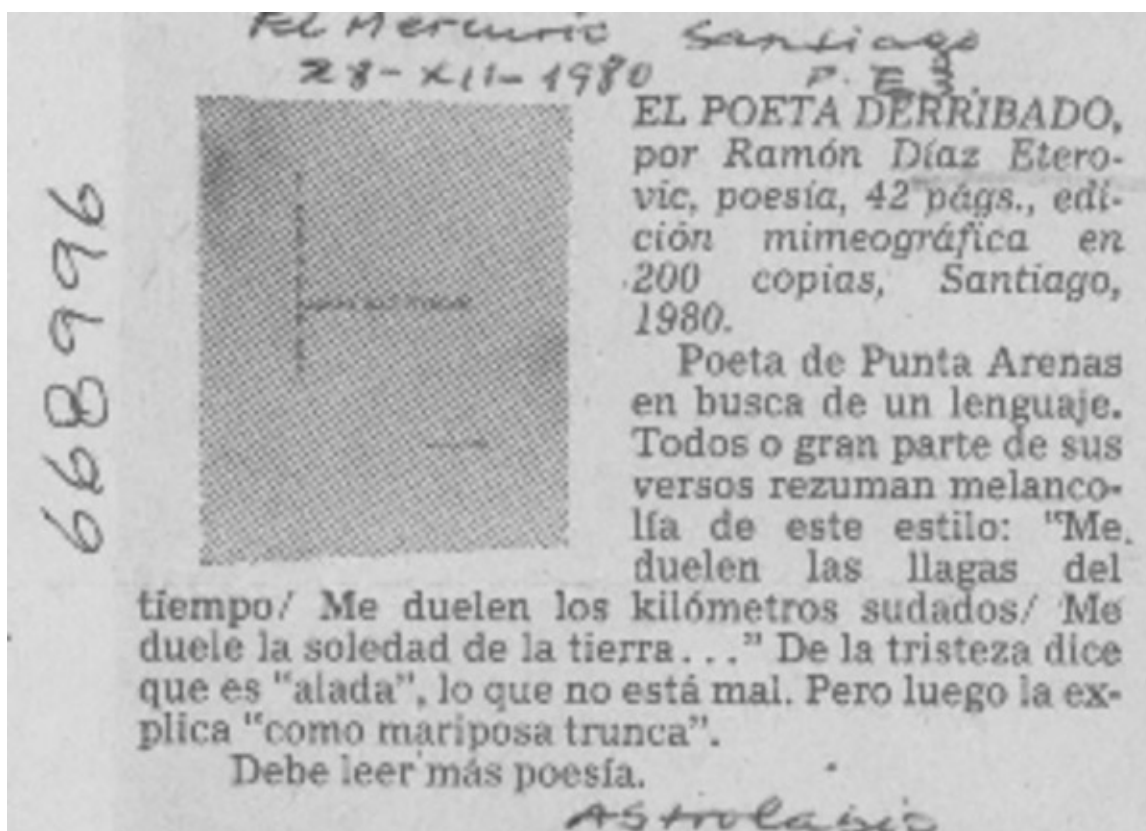 El Mercurio Santiago
28-XII-1980 P. E3.
668996
EL POETA DERRIBADO,
por Ramón Díaz Etero-
vic, poesía, 42 págs., edi-
ción mimeográfica en
200 copias, Santiago,
1980.
Poeta de Punta Arenas
en busca de un lenguaje.
Todos o gran parte de sus
versos rezuman melanco-
lía de este estilo: "Me
duelen las llagas del
tiempo/ Me duelen los kilómetros sudados/ Me
duele la soledad de la tierra..." De la tristeza dice
que es "alada", lo que no está mal. Pero luego la ex-
plica "como mariposa trunca".
Debe leer más poesía.
Astrolabio